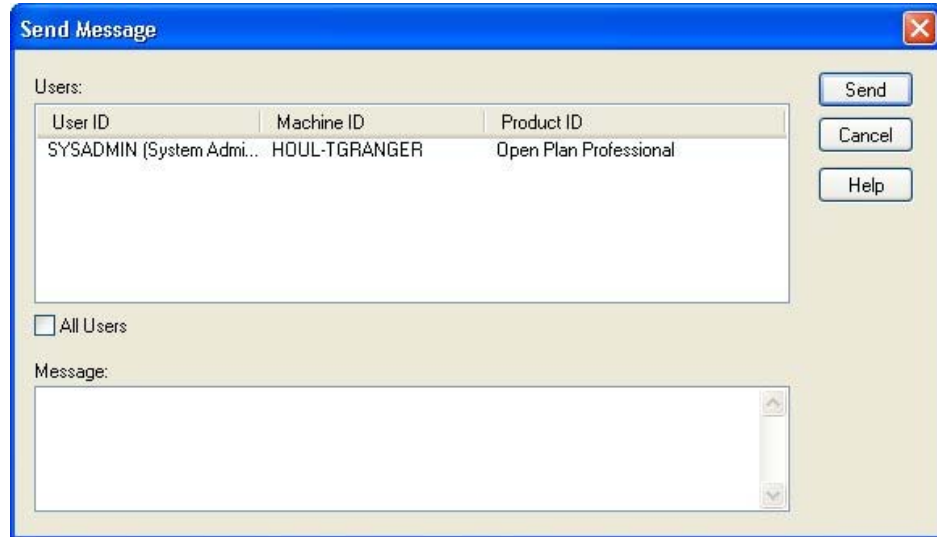 Send Message
Users:
User ID Machine ID Product ID
SYSADMIN (System Admi... HOUL-TGRANGER Open Plan Professional
All Users
Message:
Send
Cancel
Help